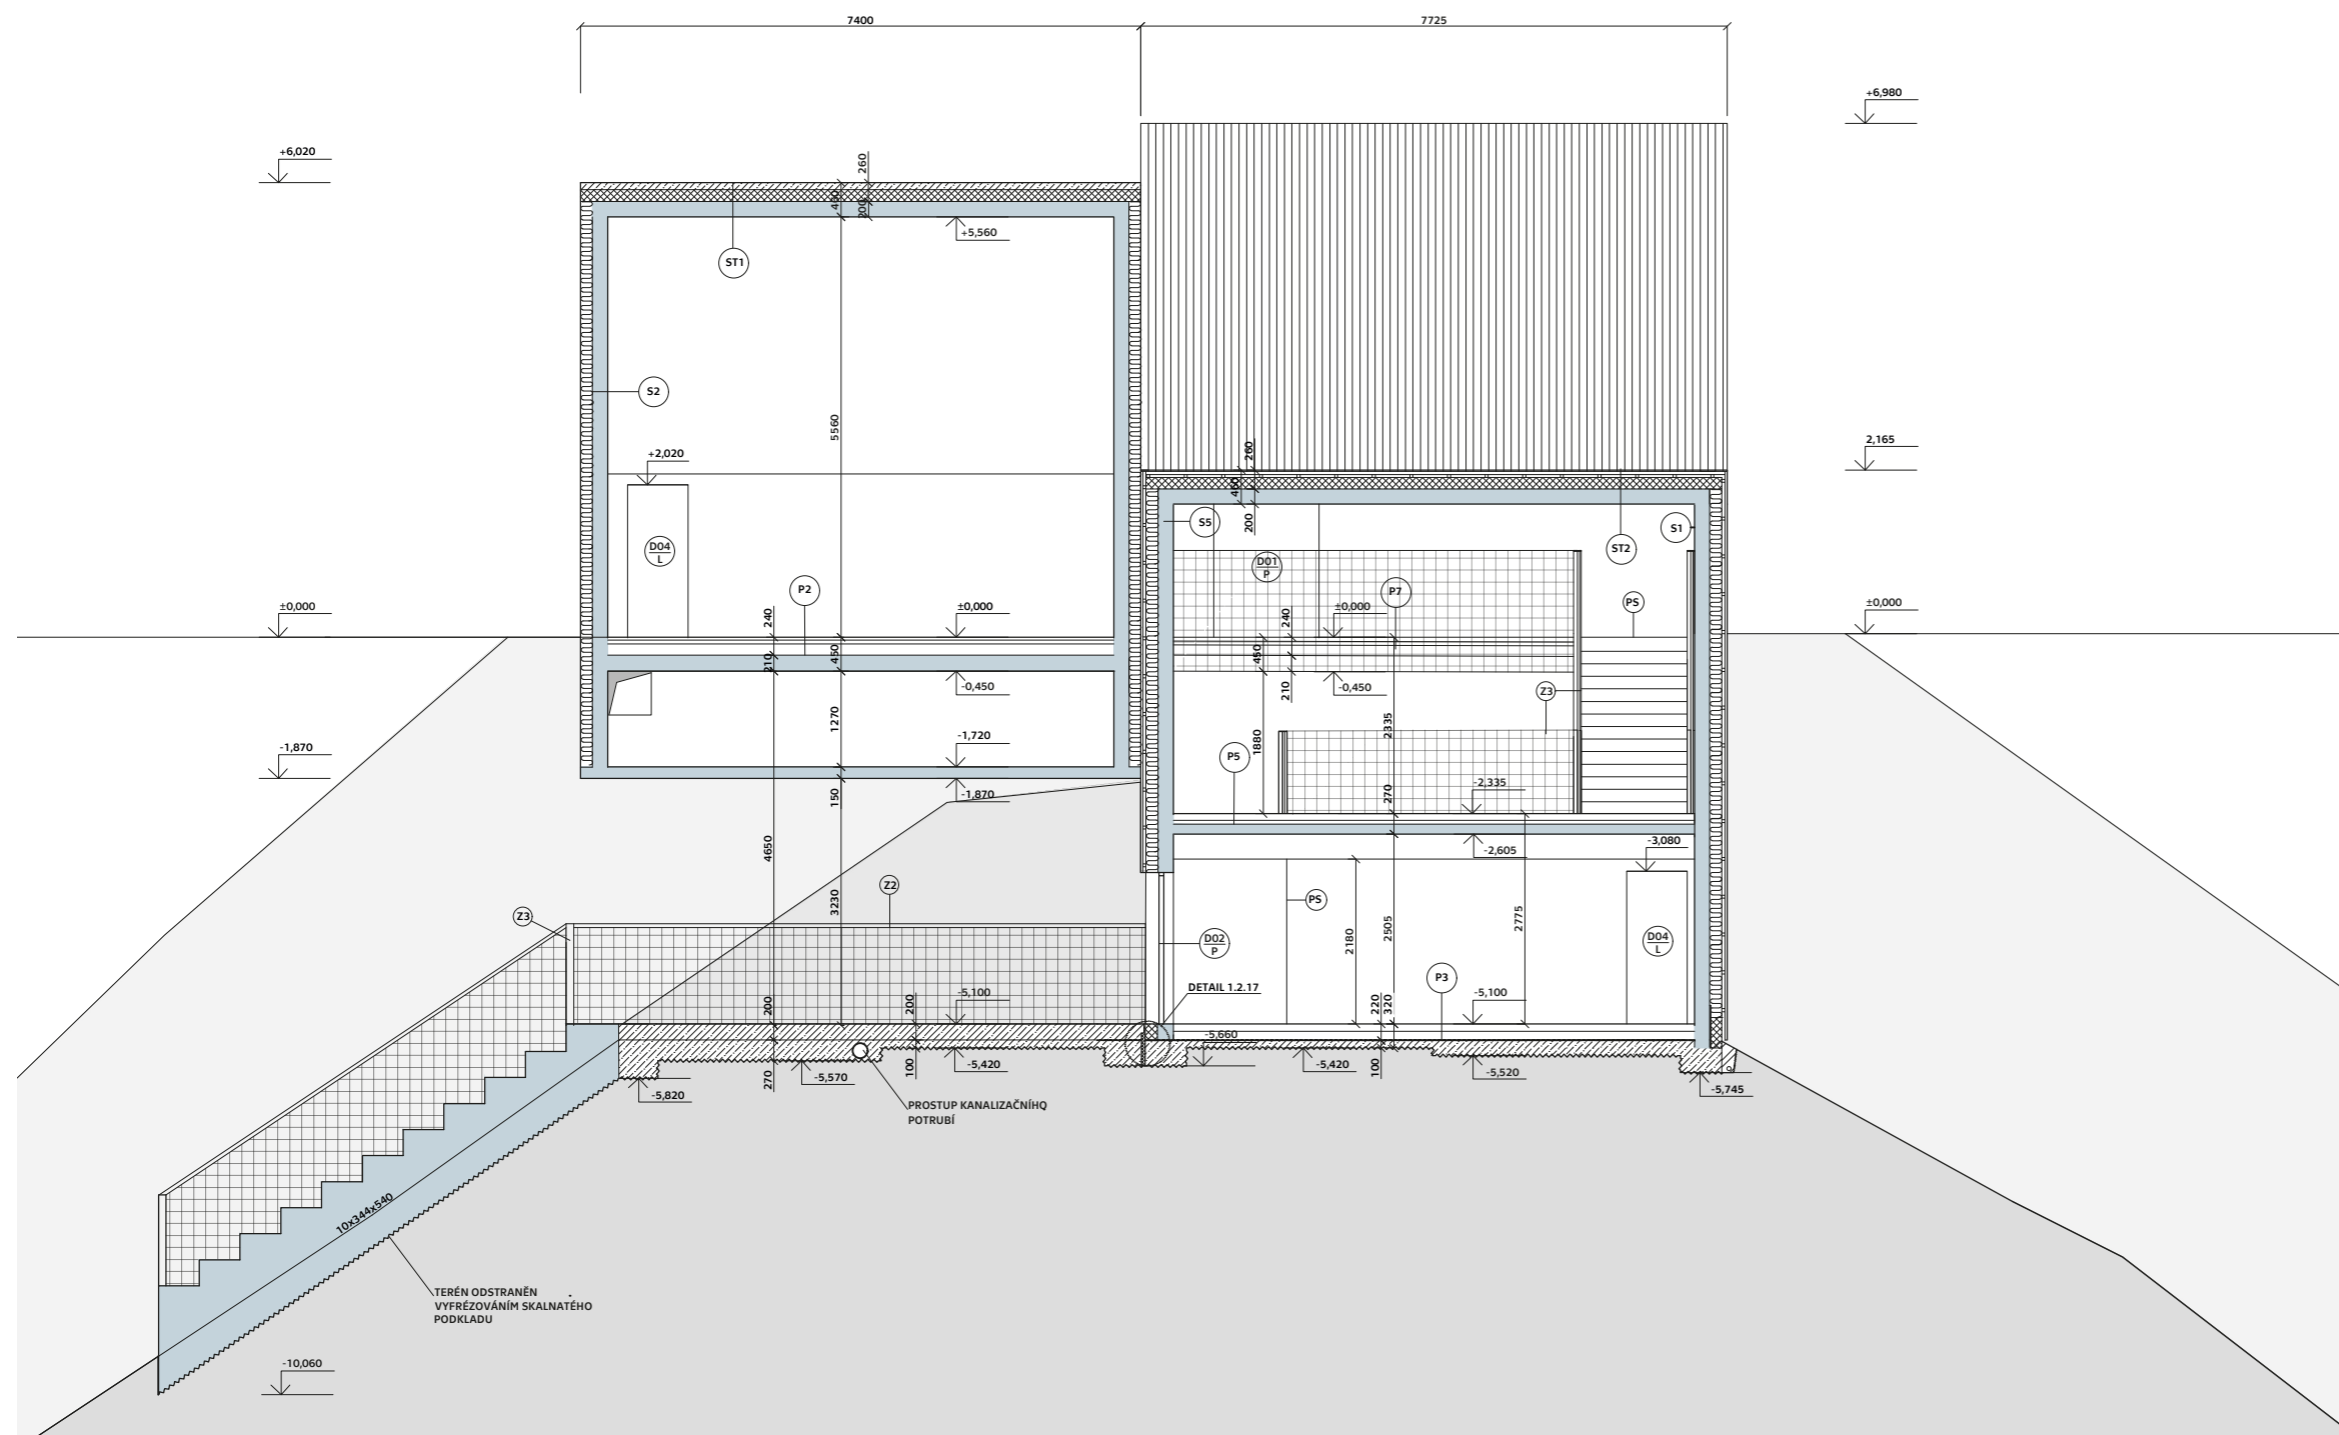 7400
7725
+6,980
+6,020
260
460
200
+5,560
ST1
S2
5560
+2,020
2,165
260
460
200
S5
S1
ST2
D04
L
D01
P
P2
P7
PS
±0,000
240
±0,000
240
±0,000
±0,000
210
450
-0,450
450
210
-0,450
Z3
1270
1880
2335
-1,870
-1,720
P5
150
-1,870
270
-2,335
4650
-2,605
-3,080
Z2
3230
PS
Z3
2180
2505
2775
D02
P
D04
L
P3
DETAIL 1.2.17
200
200
-5,100
220
320
-5,100
-5,660
270
-5,570
100
-5,420
-5,420
100
-5,520
-5,820
-5,745
PROSTUP KANALIZAČNÍHO
POTRUBÍ
10x344x540
TERÉN ODSTRANĚN
VYFRÉZOVÁNÍM SKALNATÉHO
PODKLADU
-10,060